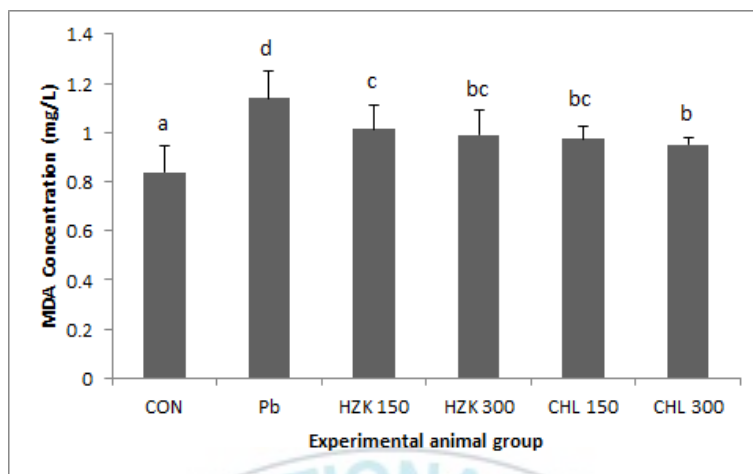 MDA Concentration (mg/L)
1.4
1.2
1
0.8
0.6
0.4
0.2
0
a
d
c
bc
bc
b
CON Pb HZK 150 HZK 300 CHL 150 CHL 300
Experimental animal group